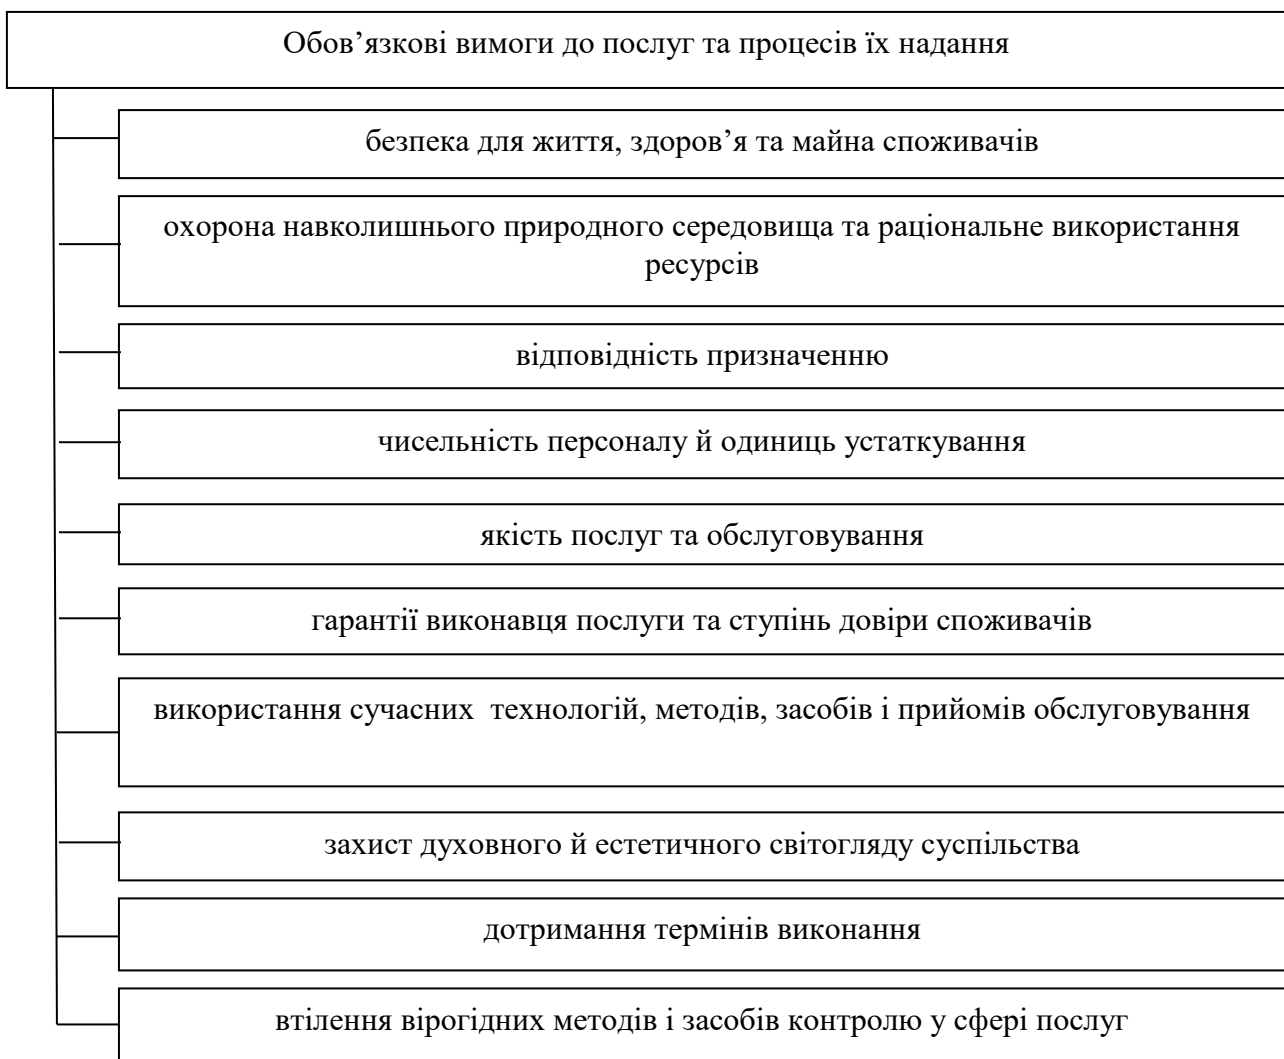 Обов’язкові вимоги до послуг та процесів їх надання
безпека для життя, здоров’я та майна споживачів
охорона навколишнього природного середовища та раціональне використання
ресурсів
відповідність призначенню
чисельність персоналу й одиниць устаткування
якість послуг та обслуговування
гарантії виконавця послуги та ступінь довіри споживачів
використання сучасних  технологій, методів, засобів і прийомів обслуговування
захист духовного й естетичного світогляду суспільства
дотримання термінів виконання
втілення вірогідних методів і засобів контролю у сфері послуг